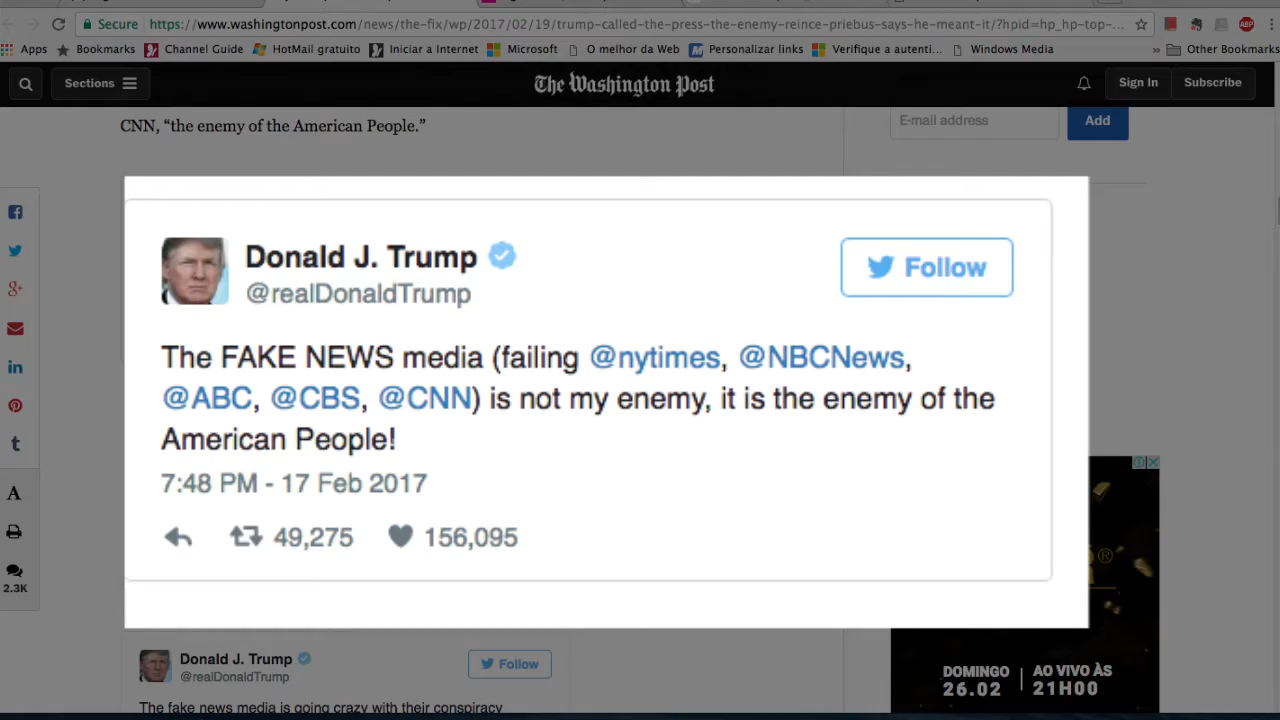 Secure https://www.washingtonpost.com/news/the-fix/wp/2017/02/19/trump-called-the-press-the-enemy-reince-priebus-says-he-meant-it/?hpid=hp_hp-top-...
Apps Bookmarks Channel Guide HotMail gratuito Iniciar a Internet Microsoft O melhor da Web Personalizar links Verifique a autenti... Windows Media » Other Bookmarks
Sections The Washington Post Sign In Subscribe
CNN, “the enemy of the American People.”
E-mail address Add
Donald J. Trump
@realDonaldTrump
Follow
The FAKE NEWS media (failing @nytimes, @NBCNews,
@ABC, @CBS, @CNN) is not my enemy, it is the enemy of the
American People!
7:48 PM - 17 Feb 2017
49,275 156,095
2.3K
Donald J. Trump
@realDonaldTrump
Follow
The fake news media is going crazy with their conspiracy
DOMINGO
26.02
AO VIVO ÀS
21H00